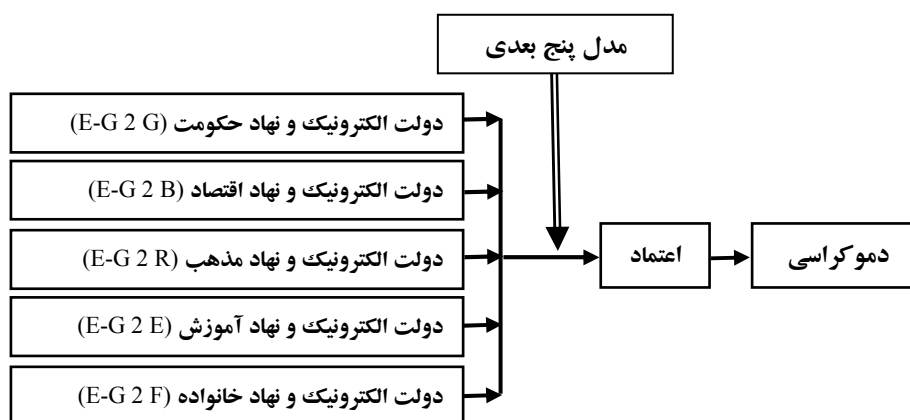 مدل پنج بعدی
دولت الکترونیک و نهاد حکومت (E-G 2 G)
دولت الکترونیک و نهاد اقتصاد (E-G 2 B)
دولت الکترونیک و نهاد مذهب (E-G 2 R)
دولت الکترونیک و نهاد آموزش (E-G 2 E)
دولت الکترونیک و نهاد خانواده (E-G 2 F)
اعتماد
دموکراسی